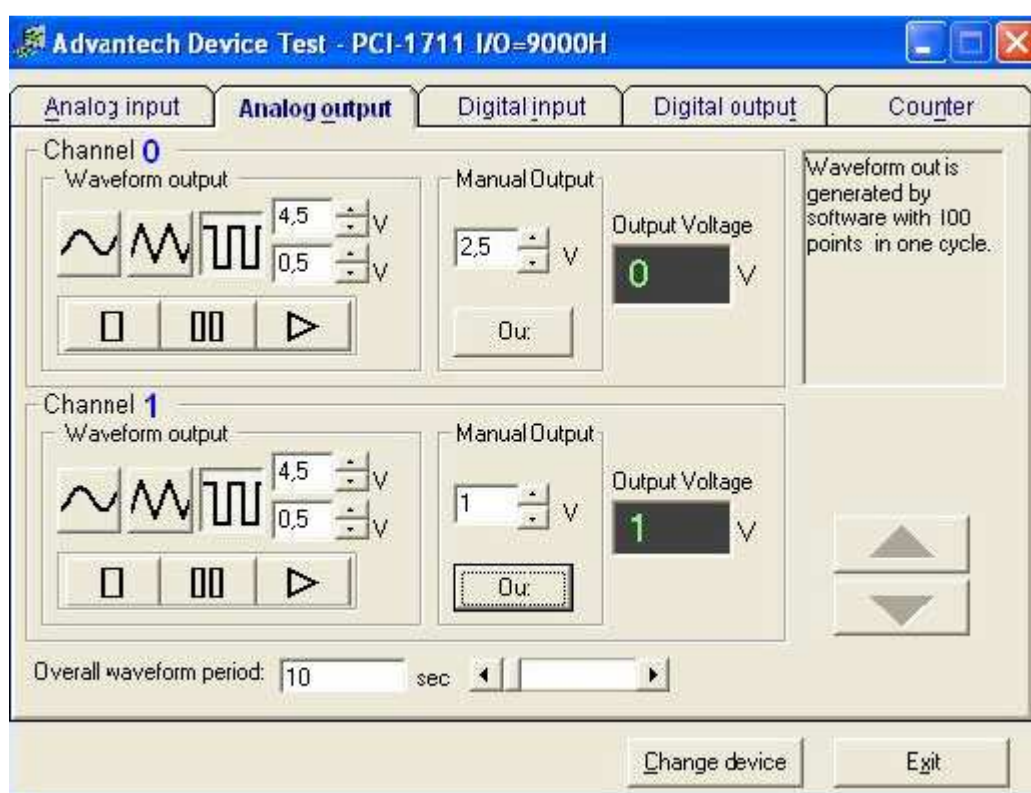 Advantech Device Test - PCI-1711 I/O=9000H
Analog input
Analog output
Digital input
Digital output
Counter
Channel 0
Waveform output
4,5 V
0,5 V
Manual Output
2,5 V
Out
Output Voltage
0 V
Waveform out is
generated by
software with 100
points in one cycle.
Channel 1
Waveform output
4,5 V
0,5 V
Manual Output
1 V
Out
Output Voltage
1 V
Overall waveform period: 10 sec
Change device
Exit